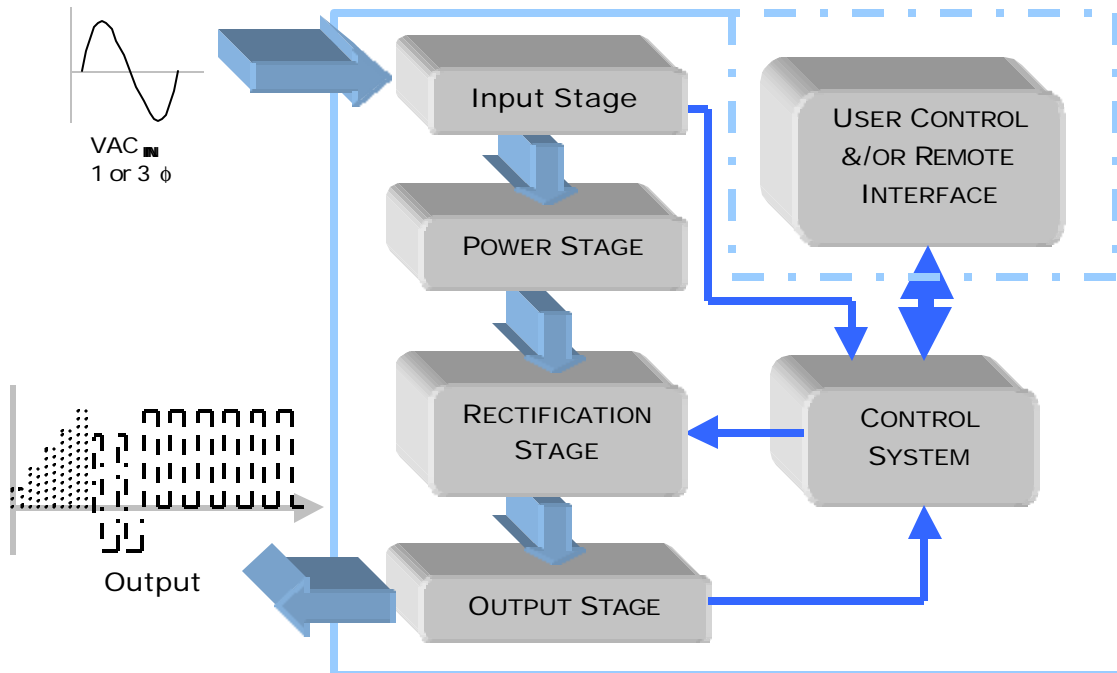 Input Stage
USER CONTROL
&/OR REMOTE
INTERFACE
VAC IN
1 or 3 ϕ
POWER STAGE
RECTIFICATION
STAGE
CONTROL
SYSTEM
Output
OUTPUT STAGE